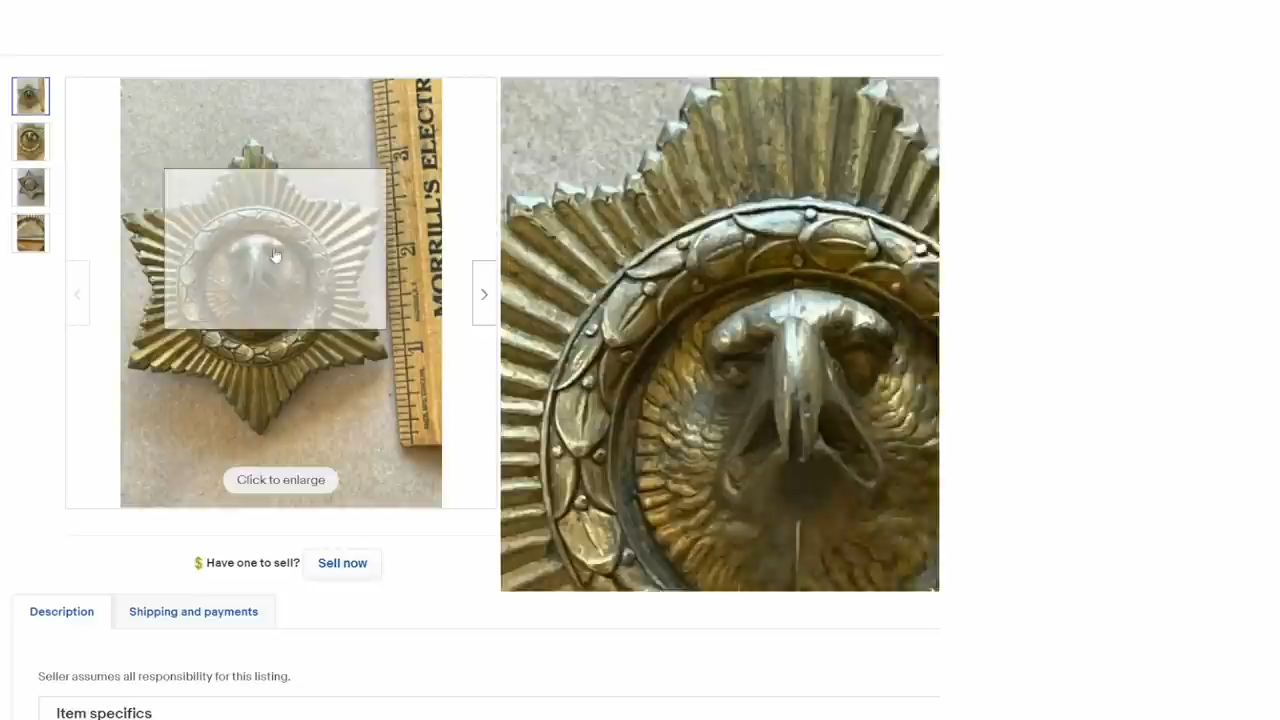 MORRILL'S ELECTR
3
2
1
Click to enlarge
Have one to sell?
Sell now
Description
Shipping and payments
Seller assumes all responsibility for this listing.
Item specifics